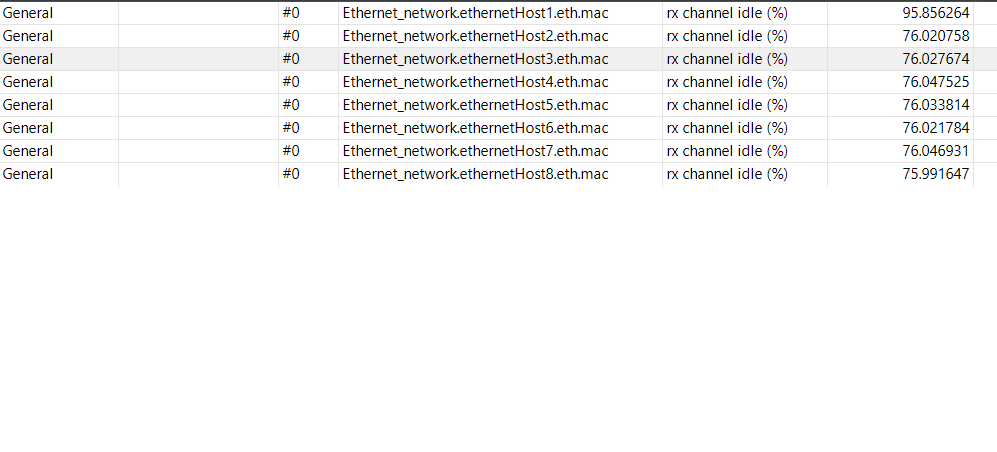 General #0 Ethernet_network.ethernetHost1.eth.mac rx channel idle (%) 95.856264
General #0 Ethernet_network.ethernetHost2.eth.mac rx channel idle (%) 76.020758
General #0 Ethernet_network.ethernetHost3.eth.mac rx channel idle (%) 76.027674
General #0 Ethernet_network.ethernetHost4.eth.mac rx channel idle (%) 76.047525
General #0 Ethernet_network.ethernetHost5.eth.mac rx channel idle (%) 76.033814
General #0 Ethernet_network.ethernetHost6.eth.mac rx channel idle (%) 76.021784
General #0 Ethernet_network.ethernetHost7.eth.mac rx channel idle (%) 76.046931
General #0 Ethernet_network.ethernetHost8.eth.mac rx channel idle (%) 75.991647